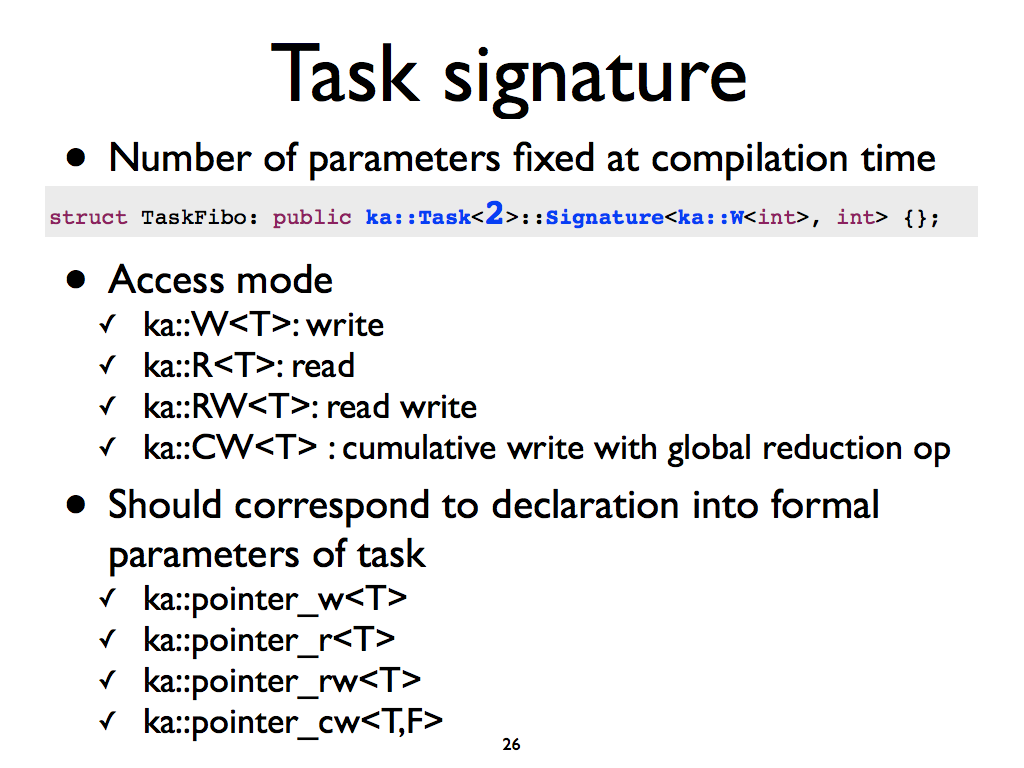 Task signature
• Number of parameters fixed at compilation time
struct TaskFibo: public ka::Task<2>::Signature<ka::W<int>, int> {};
• Access mode
✓ ka::W<T>: write
✓ ka::R<T>: read
✓ ka::RW<T>: read write
✓ ka::CW<T> : cumulative write with global reduction op
• Should correspond to declaration into formal
parameters of task
✓ ka::pointer_w<T>
✓ ka::pointer_r<T>
✓ ka::pointer_rw<T>
✓ ka::pointer_cw<T,F>
26